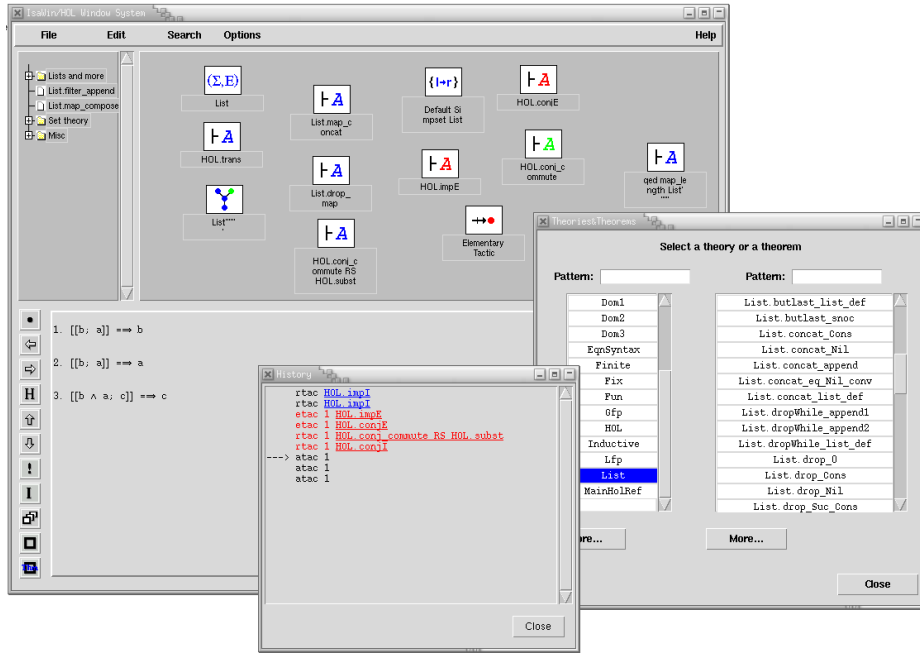 IsaWin/HOL Window System
File Edit Search Options Help
Lists and more
List.filter_append
List.map_compose
Set theory
Misc
(Σ,E)
List
⊢A
HOL.trans
List''''
'
⊢A
List.map_c
oncat
⊢A
List.drop_
map
⊢A
HOL.conj_c
ommute RS
HOL.subst
{l→r}
Default Si
mpset List
⊢A
HOL.impE
Elementary
Tactic
⊢A
HOL.conjE
⊢A
HOL.conj_c
ommute
⊢A
qed map_le
ngth List'
''''
H
!
I
1. [[b; a]] ==⇒ b
2. [[b; a]] ==⇒ a
3. [[b ∧ a; c]] ==⇒ c
History
rtac HOL.impI
rtac HOL.impI
etac 1 HOL.impE
etac 1 HOL.conjE
rtac 1 HOL.conj_commute RS HOL.subst
rtac 1 HOL.conjI
---> atac 1
atac 1
atac 1
Close
Theories&Theorems
Select a theory or a theorem
Pattern: Pattern:
Dom1
Dom2
Dom3
EqnSyntax
Finite
Fix
Fun
Gfp
HOL
Inductive
Lfp
List
MainHolRef
List.butlast_list_def
List.butlast_snoc
List.concat_Cons
List.concat_Nil
List.concat_append
List.concat_eq_Nil_conv
List.concat_list_def
List.dropWhile_append1
List.dropWhile_append2
List.dropWhile_list_def
List.drop_0
List.drop_Cons
List.drop_Nil
List.drop_Suc_Cons
re... More...
Close